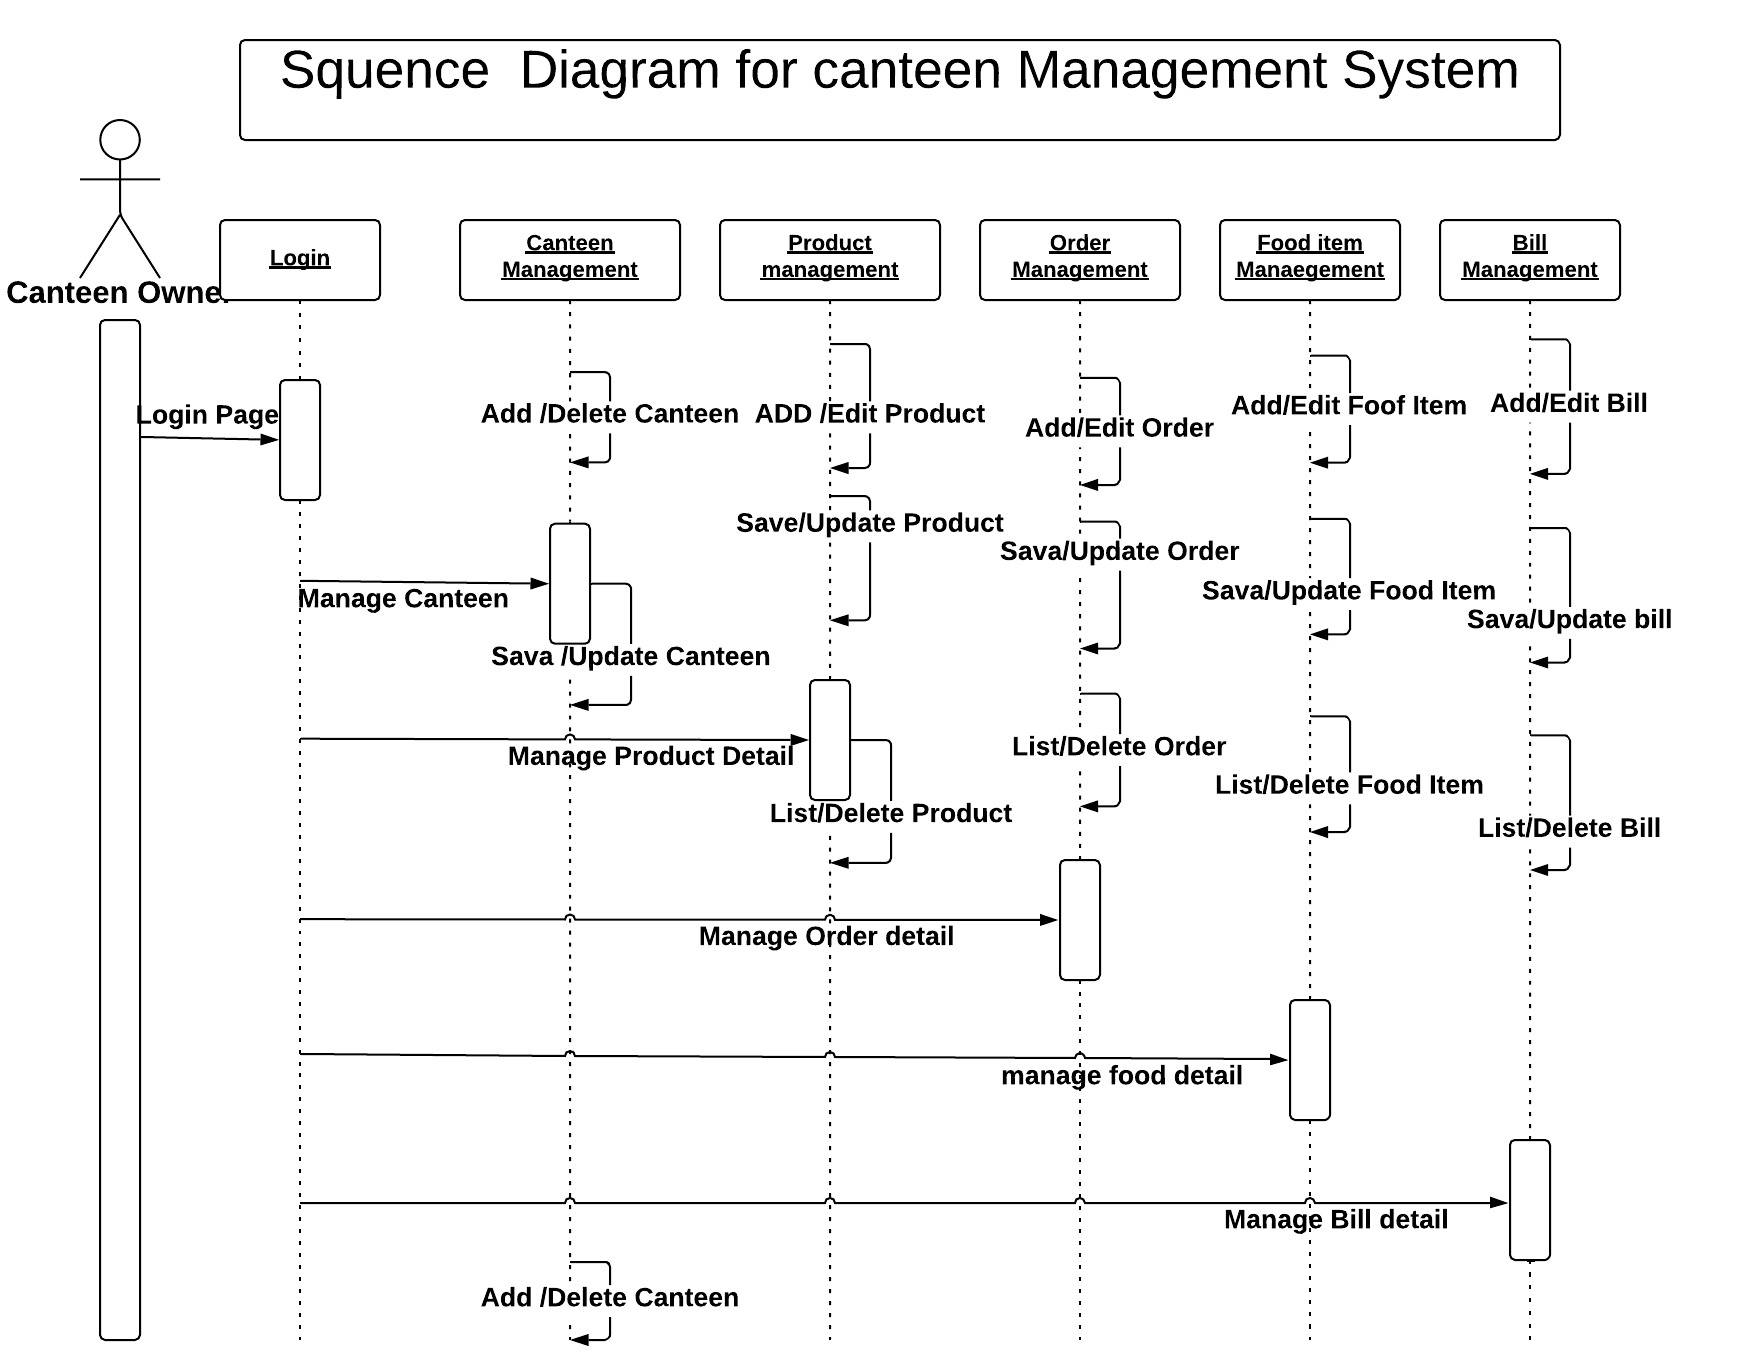 Squence  Diagram for canteen Management System
Canteen Owner
Login
Canteen
Management
Product
management
Order
Management
Food item
Manaegement
Bill
Management
Login Page
Add /Delete Canteen
ADD /Edit Product
Add/Edit Order
Add/Edit Foof Item
Add/Edit Bill
Save/Update Product
Sava/Update Order
Sava/Update Food Item
Sava/Update bill
Manage Canteen
Sava /Update Canteen
Manage Product Detail
List/Delete Order
List/Delete Food Item
List/Delete Product
List/Delete Bill
Manage Order detail
manage food detail
Manage Bill detail
Add /Delete Canteen